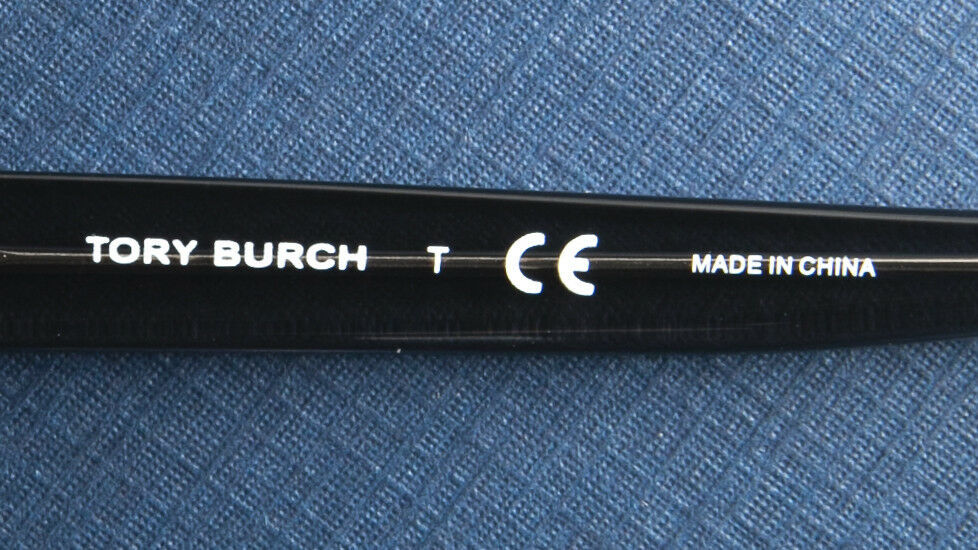 TORY BURCH T CE MADE IN CHINA